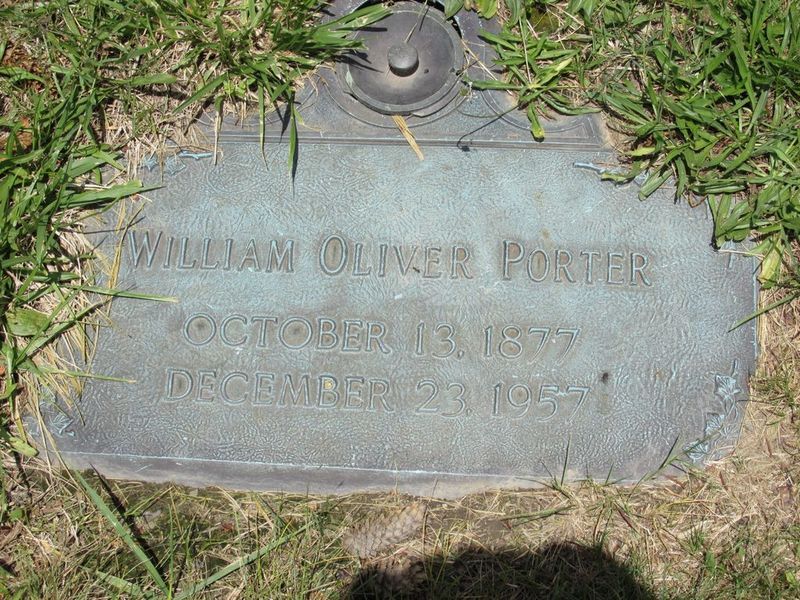 WILLIAM OLIVER PORTER
OCTOBER 13, 1877
DECEMBER 23, 1957